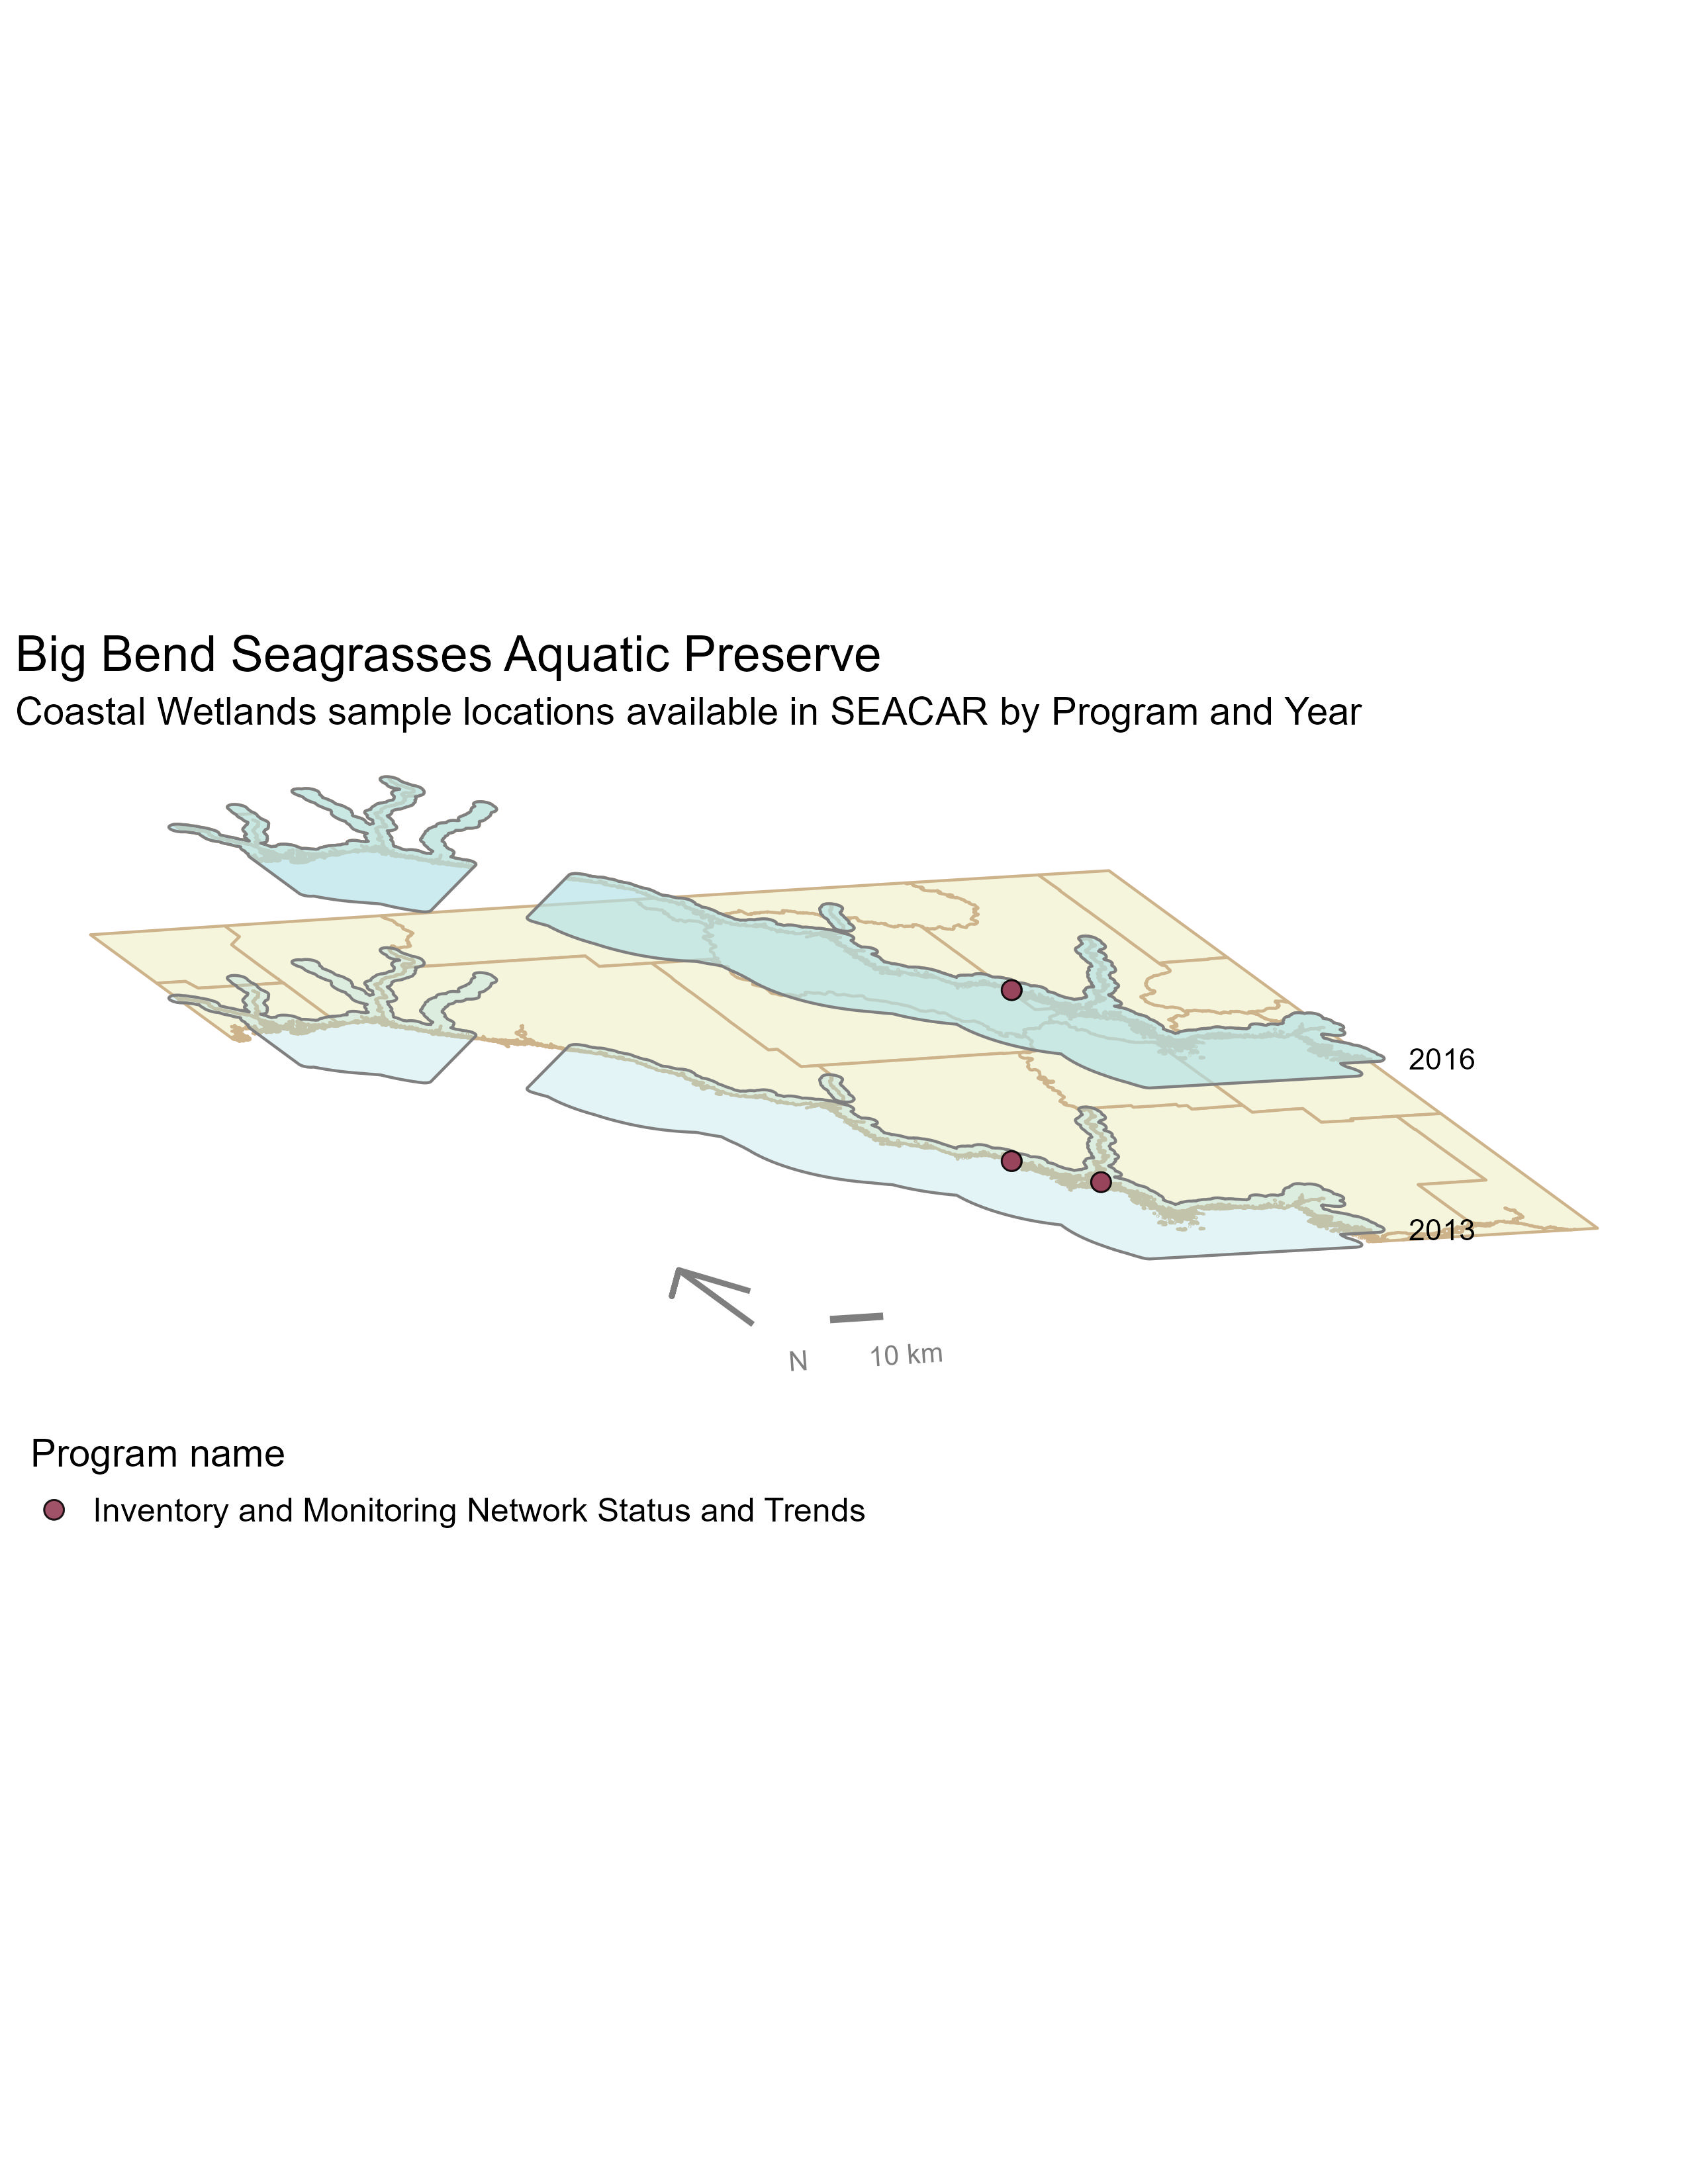 Big Bend Seagrasses Aquatic Preserve
Coastal Wetlands sample locations available in SEACAR by Program and Year
2016
2013
N
10 km
Program name
Inventory and Monitoring Network Status and Trends